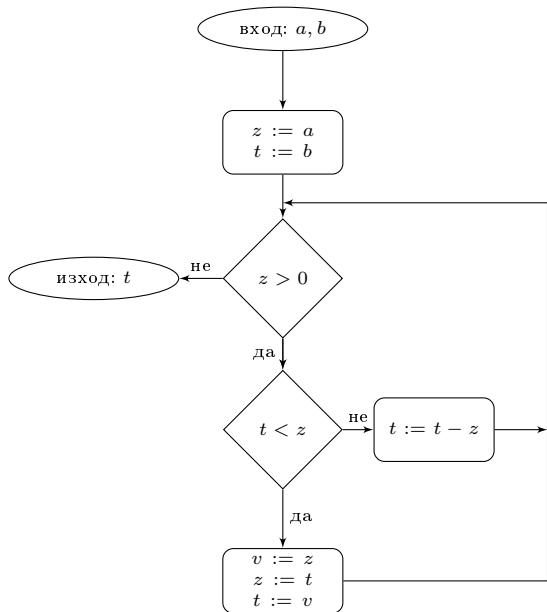 вход: a, b
z := a
t := b
не
изход: t
z > 0
да
t < z
не
t := t − z
да
v := z
z := t
t := v